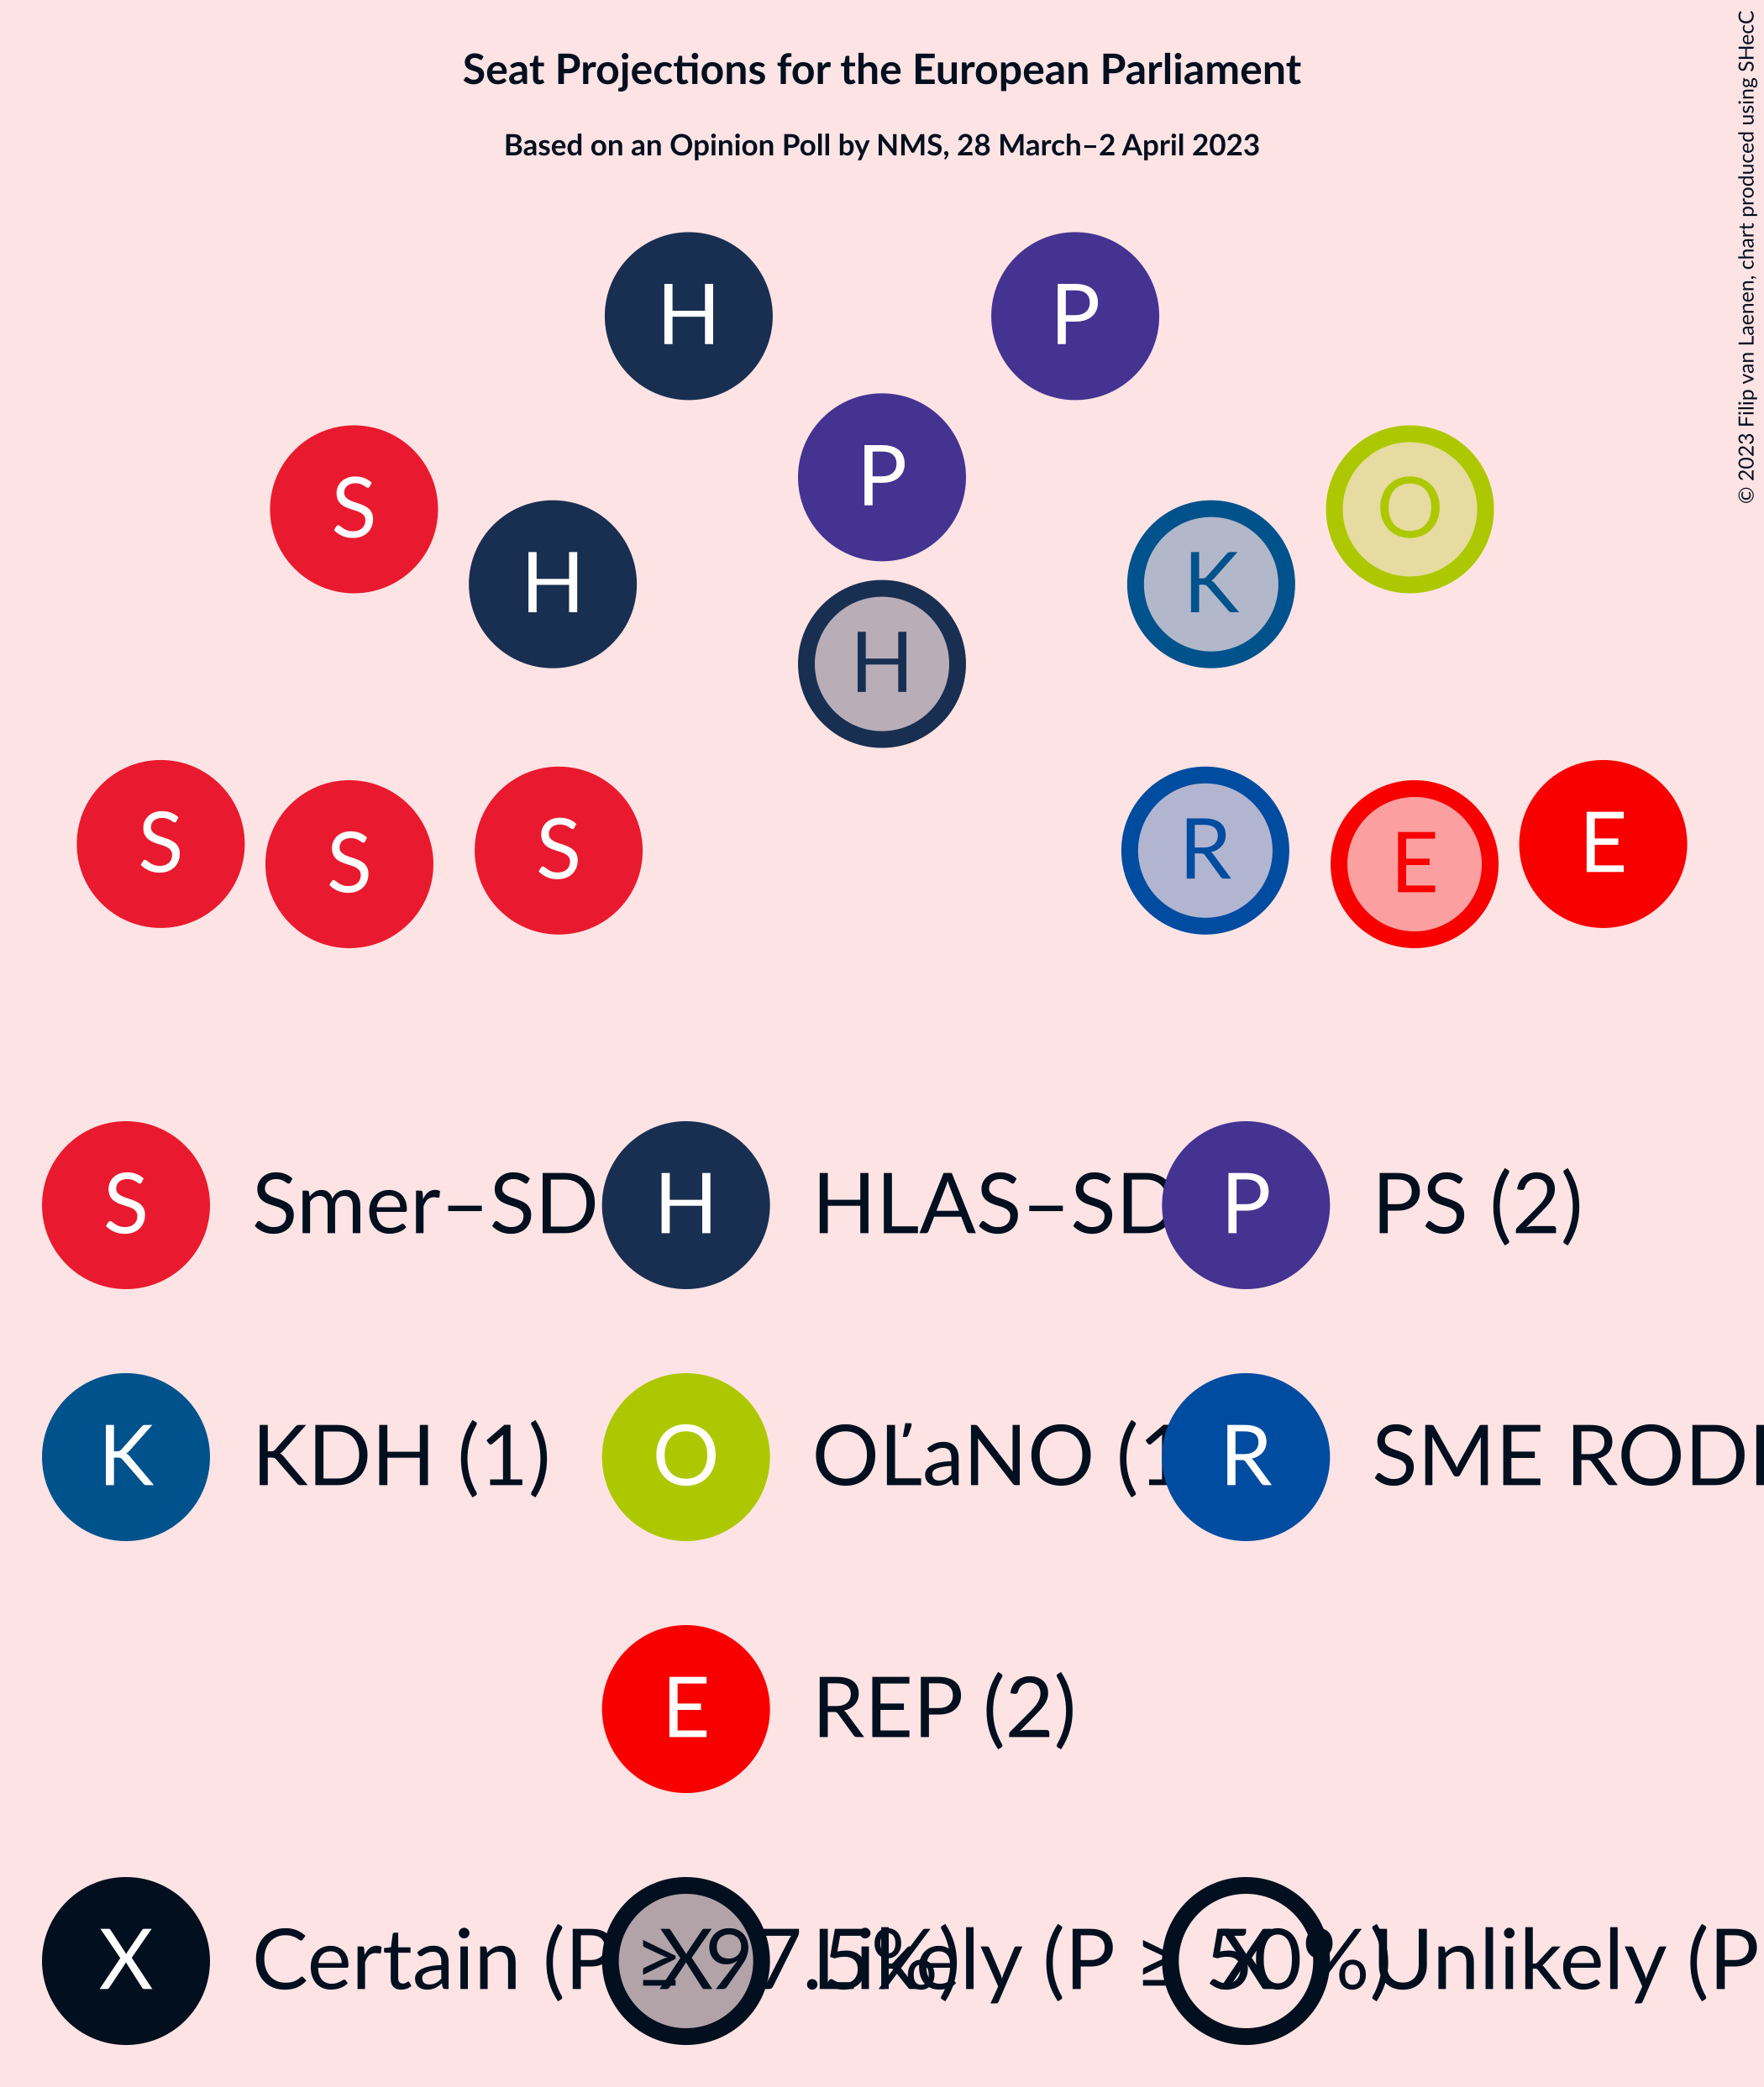 Seat Projections for the European Parliament
Based on an Opinion Poll by NMS, 28 March–2 April 2023
© 2023 Filip van Laenen, chart produced using SHecC
H P
P
S O
H K
H
S S S R E E
S Smer–SD H HLAS–SD P PS (2)
K KDH (1) O OĽaNO (1 R SME RODI
E REP (2)
X Certain (P ≥ 97.5%) X Likely (P ≥ 50%) X Unlikely (P